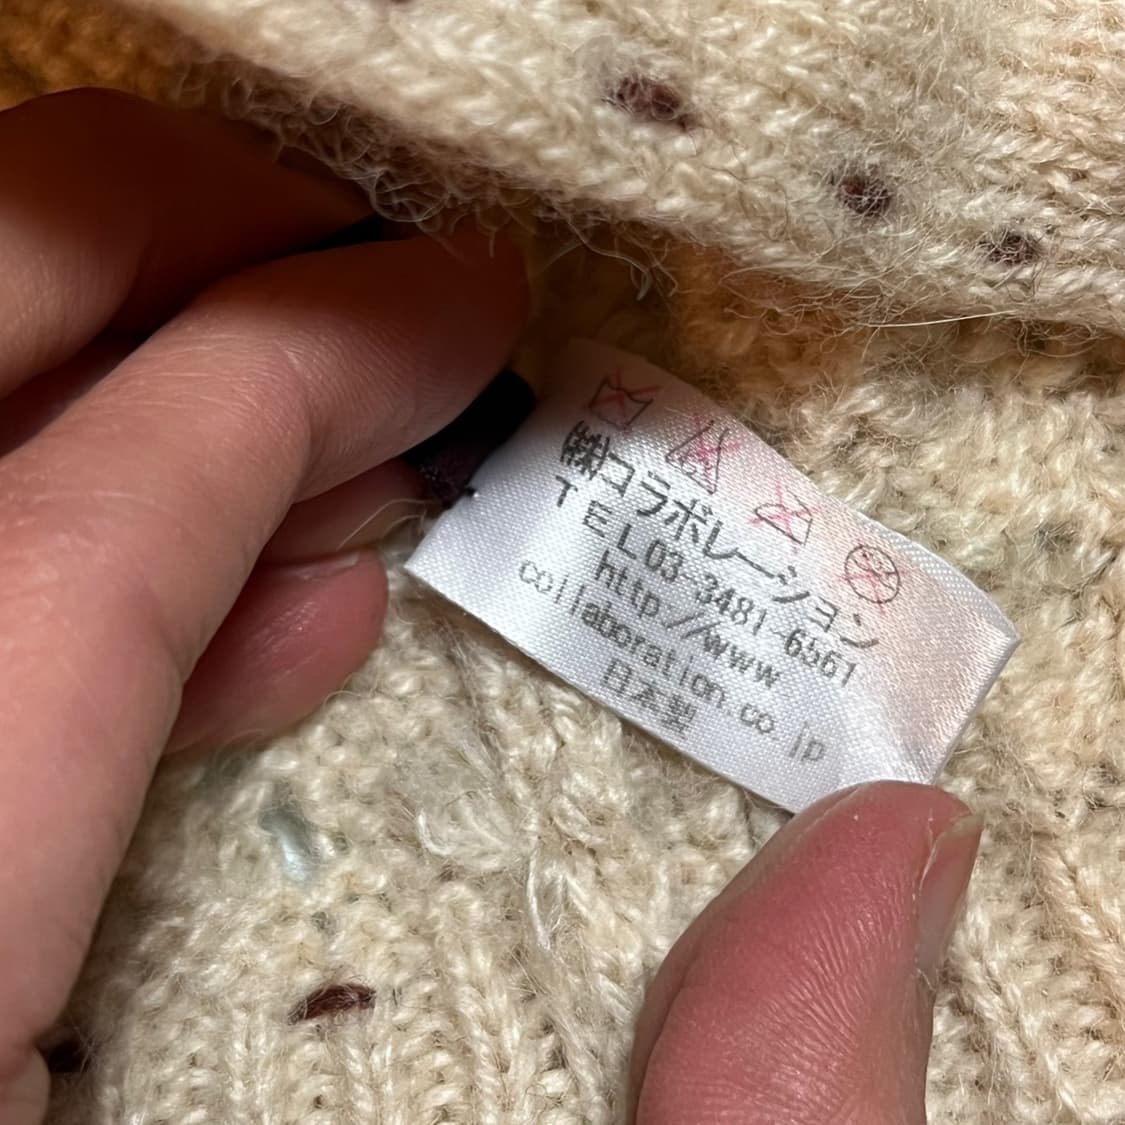 ㈱コラボレーション
TEL03-3481-6561
http://www
collaboration.co.jp
日本製